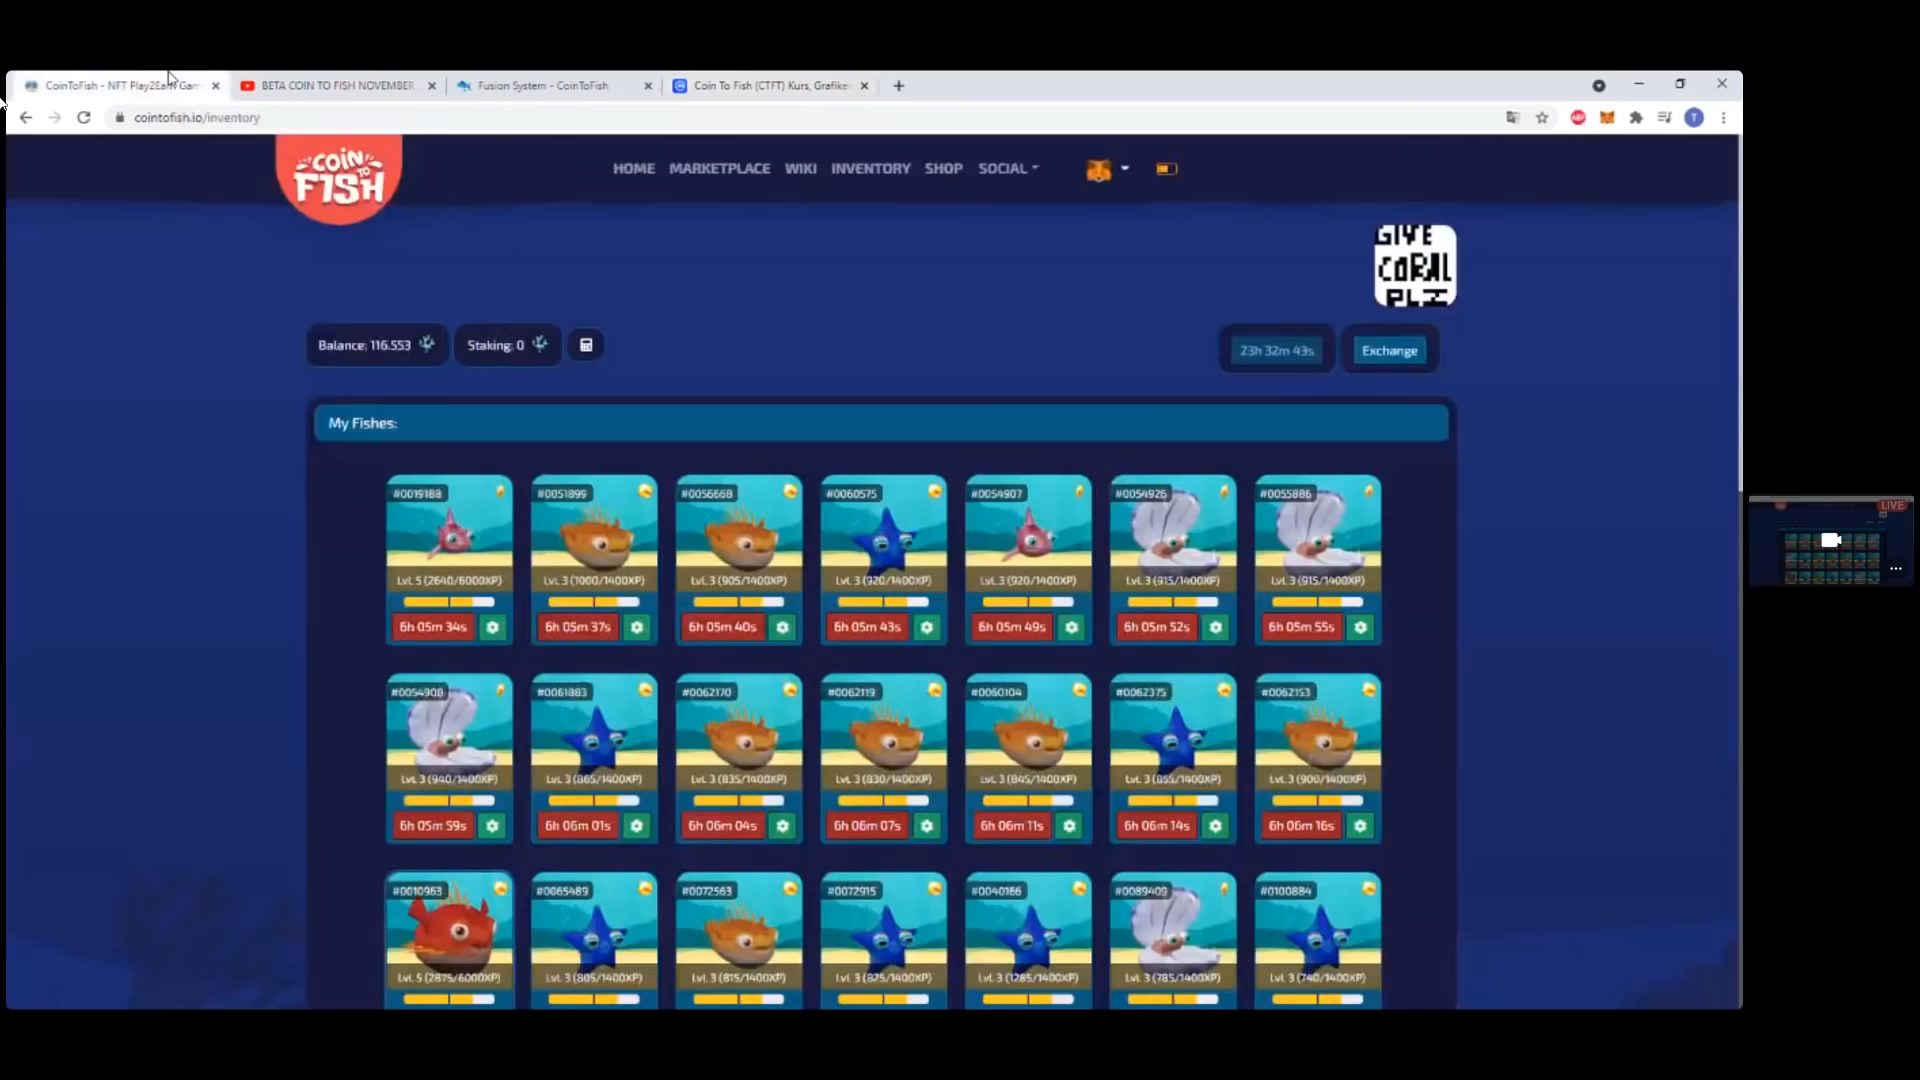 CoinToFish - NFT Play2Earn Gam
BETA COIN TO FISH NOVEMBER
Fusion System - CoinToFish
Coin To Fish (CTFT) Kurs, Grafike
cointofish.io/inventory
T
COIN TO FISH
HOME MARKETPLACE WIKI INVENTORY SHOP SOCIAL
GIVE
CORAL
PLZ
Balance: 116.553
Staking: 0
23h 32m 43s
Exchange
My Fishes:
#0019188 #0051899 #0056668 #0060575 #0054907 #0054926 #0055886
Lvl. 5 (2640/6000XP) Lvl. 3 (1000/1400XP) Lvl. 3 (905/1400XP) Lvl. 3 (920/1400XP) Lvl. 3 (920/1400XP) Lvl. 3 (915/1400XP) Lvl. 3 (915/1400XP)
6h 05m 34s 6h 05m 37s 6h 05m 40s 6h 05m 43s 6h 05m 49s 6h 05m 52s 6h 05m 55s
#0054908 #0061883 #0062170 #0062119 #0060104 #0062375 #0062153
Lvl. 3 (940/1400XP) Lvl. 3 (865/1400XP) Lvl. 3 (835/1400XP) Lvl. 3 (830/1400XP) Lvl. 3 (845/1400XP) Lvl. 3 (855/1400XP) Lvl. 3 (900/1400XP)
6h 05m 59s 6h 06m 01s 6h 06m 04s 6h 06m 07s 6h 06m 11s 6h 06m 14s 6h 06m 16s
#0010963 #0065489 #0072563 #0072915 #0040166 #0089409 #0100884
Lvl. 5 (2875/6000XP) Lvl. 3 (805/1400XP) Lvl. 3 (815/1400XP) Lvl. 3 (825/1400XP) Lvl. 3 (1285/1400XP) Lvl. 3 (785/1400XP) Lvl. 3 (740/1400XP)
LIVE